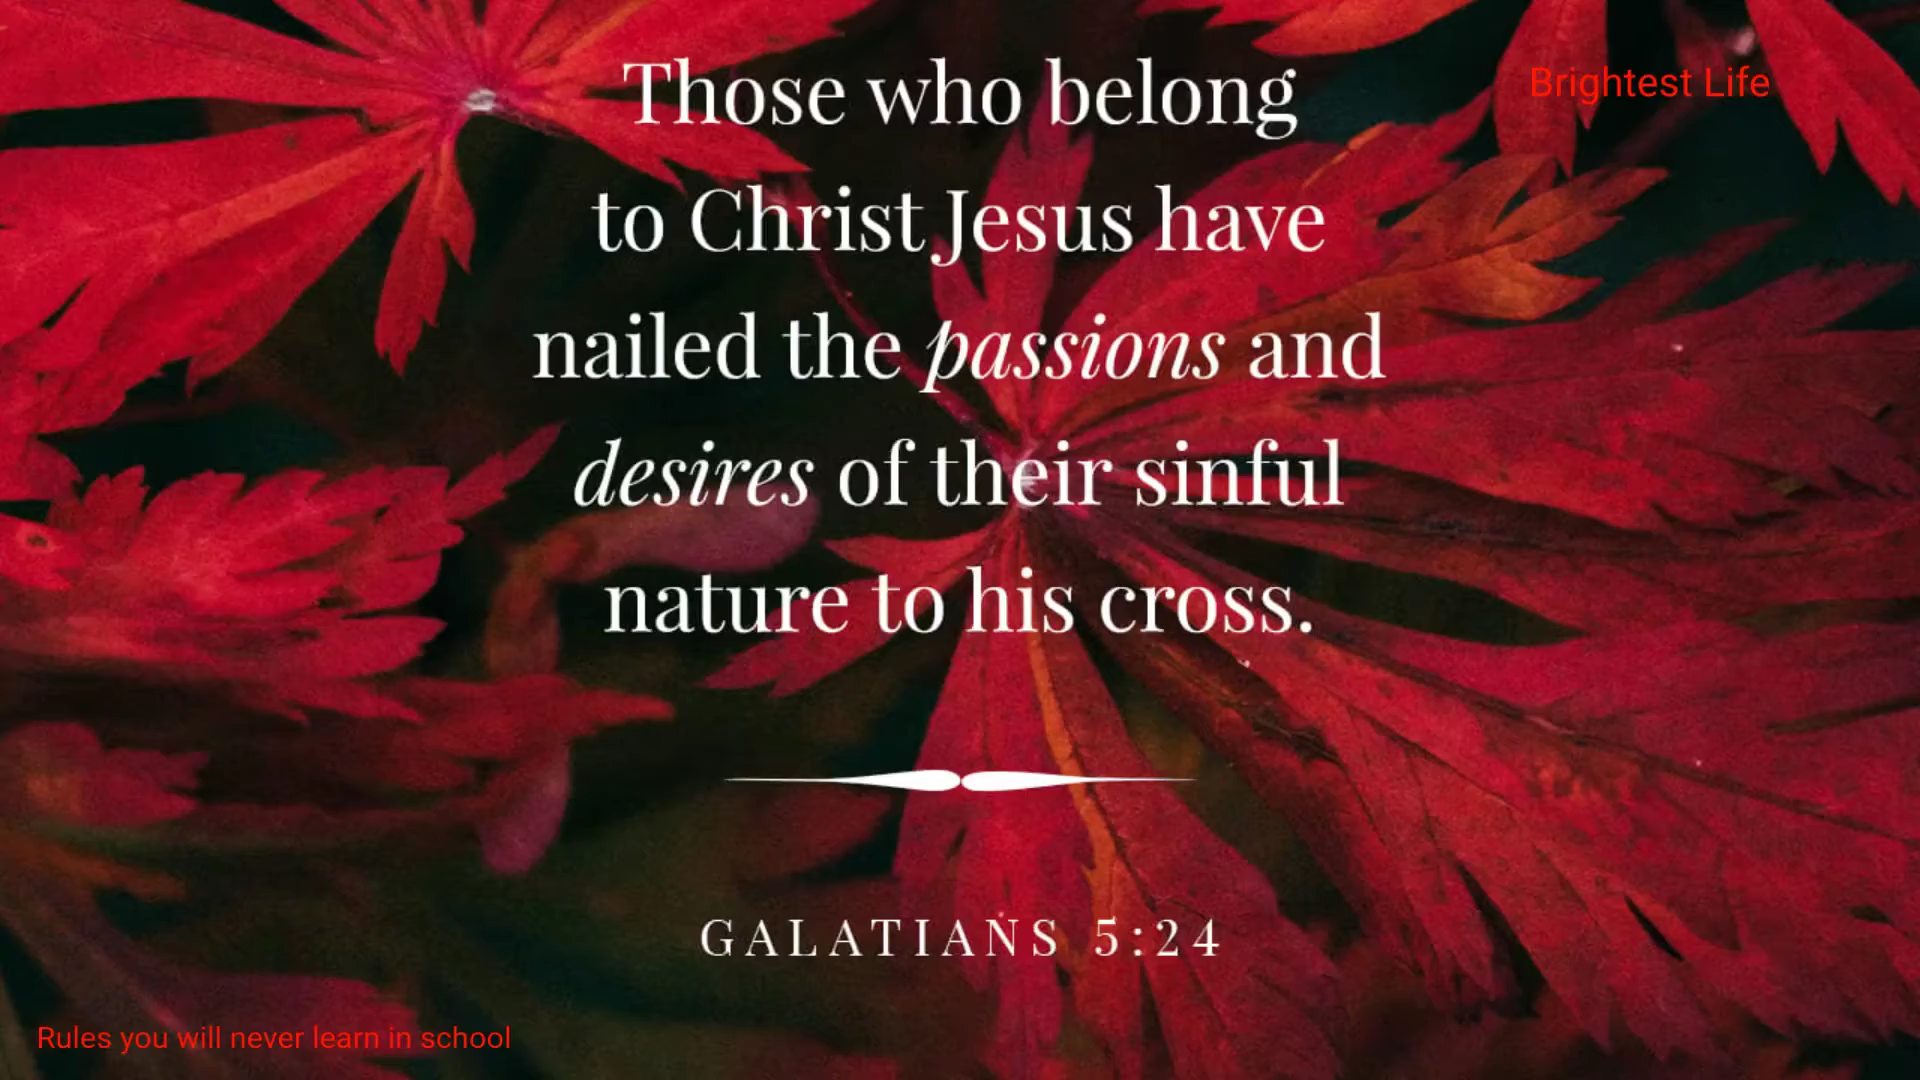 Those who belong
Brightest Life
to Christ Jesus have
nailed the passions and
desires of their sinful
nature to his cross.
GALATIANS 5:24
Rules you will never learn in school